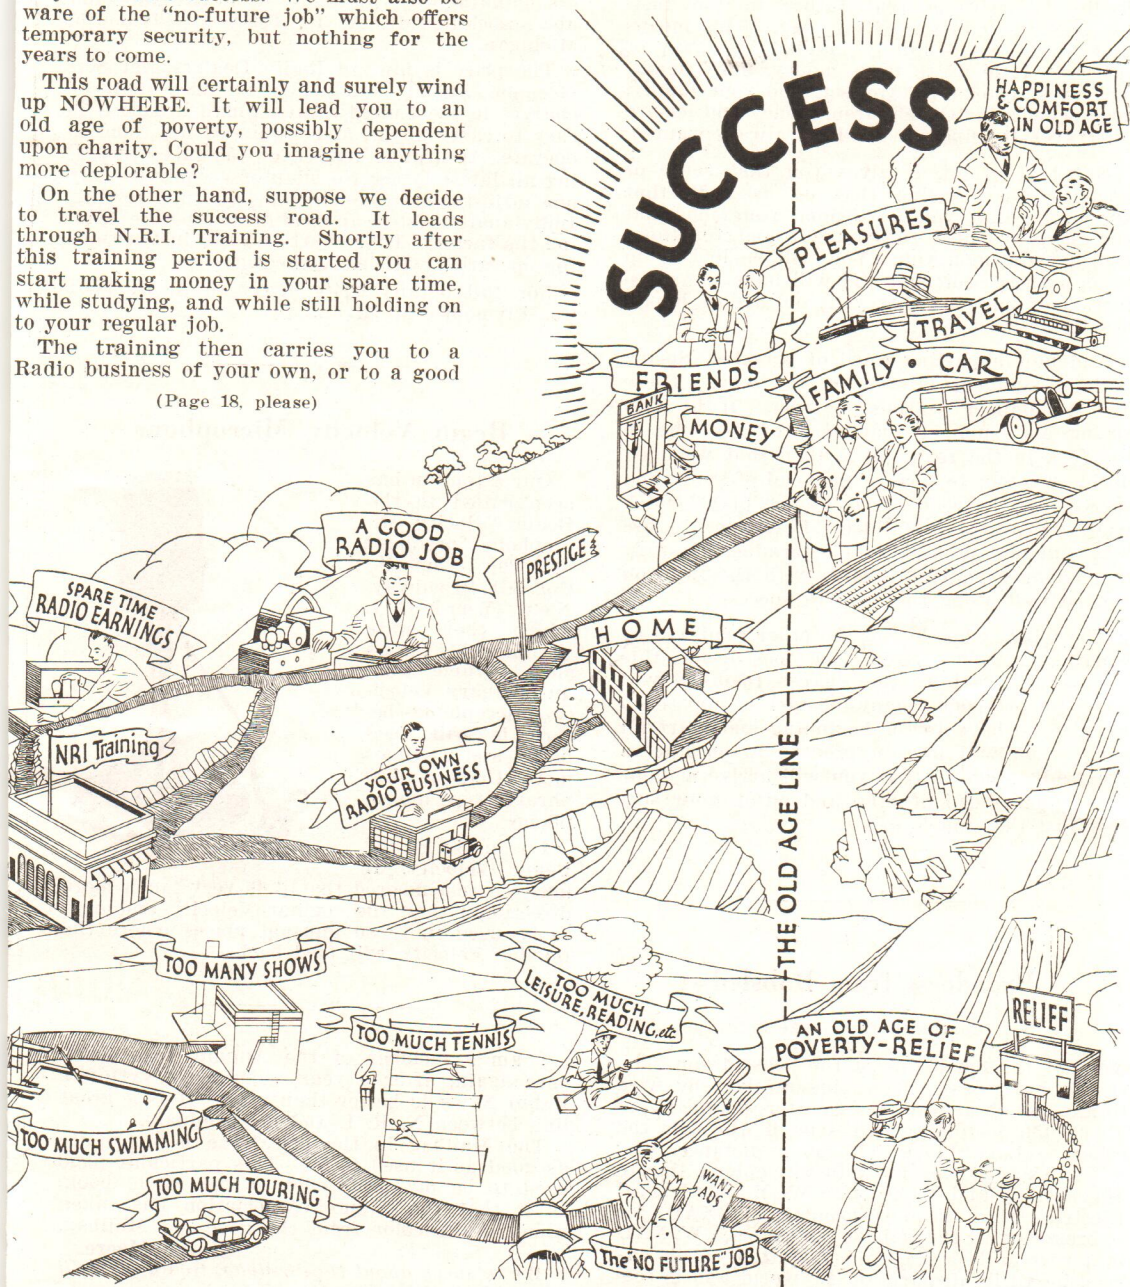 ware of the “no-future job” which offers
temporary security, but nothing for the
years to come.
This road will certainly and surely wind
up NOWHERE. It will lead you to an
old age of poverty, possibly dependent
upon charity. Could you imagine anything
more deplorable?
On the other hand, suppose we decide
to travel the success road. It leads
through N.R.I. Training. Shortly after
this training period is started you can
start making money in your spare time,
while studying, and while still holding on
to your regular job.
The training then carries you to a
Radio business of your own, or to a good
(Page 18, please)
SUCCESS
HAPPINESS
& COMFORT
IN OLD AGE
PLEASURES
TRAVEL
FRIENDS
FAMILY • CAR
BANK
MONEY
A GOOD
RADIO JOB
PRESTIGE
SPARE TIME
RADIO EARNINGS
HOME
NRI Training
YOUR OWN
RADIO BUSINESS
THE OLD AGE LINE
TOO MANY SHOWS
TOO MUCH
LEISURE, READING, etc
TOO MUCH TENNIS
AN OLD AGE OF
POVERTY-RELIEF
RELIEF
TOO MUCH SWIMMING
TOO MUCH TOURING
WANT
ADS
The "NO FUTURE" JOB